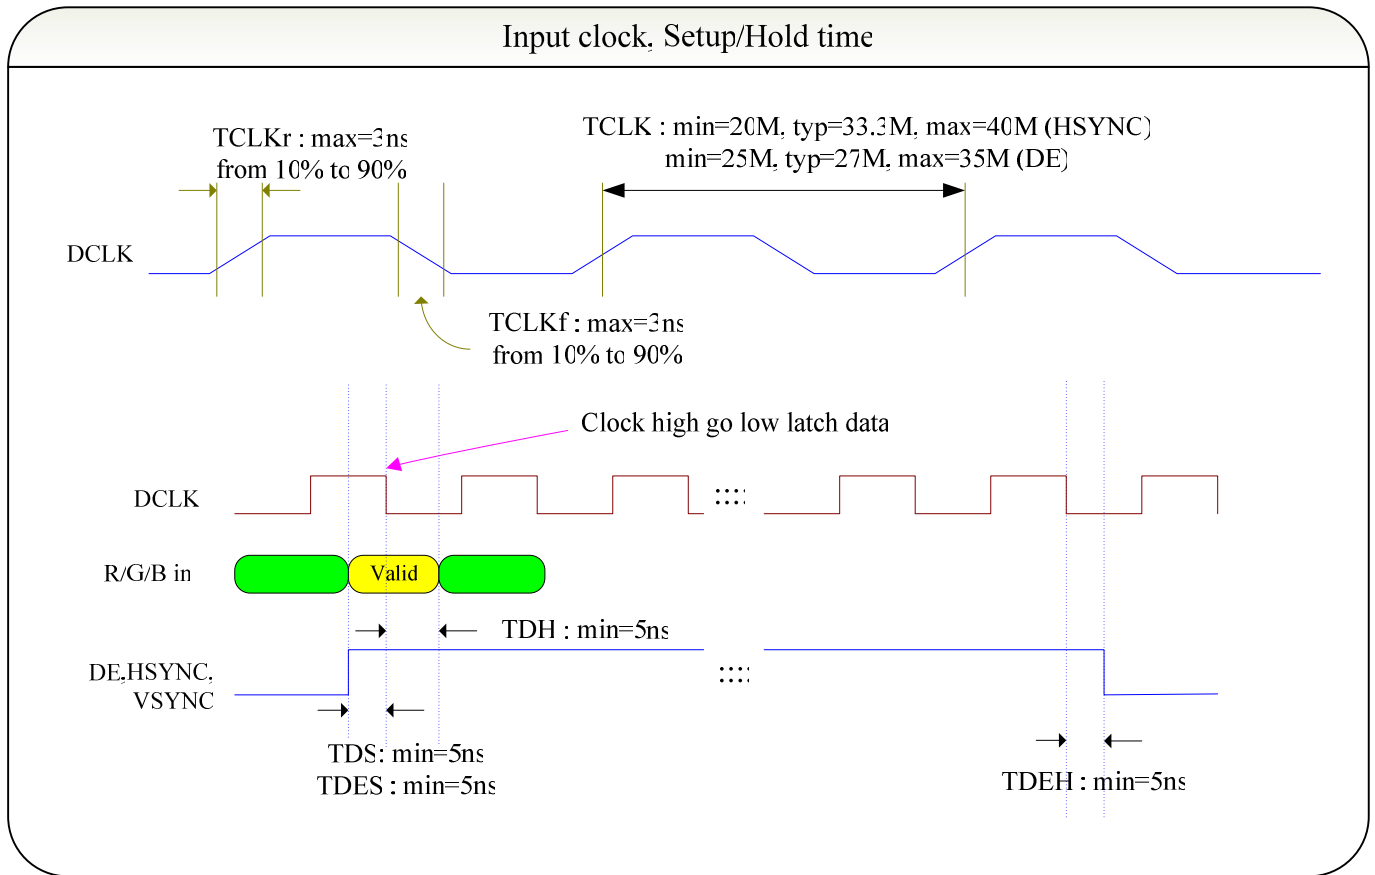 Input clock, Setup/Hold time
TCLKr : max=3ns
from 10% to 90%
TCLK : min=20M, typ=33.3M, max=40M (HSYNC)
min=25M, typ=27M, max=35M (DE)
DCLK
TCLKf : max=3ns
from 10% to 90%
Clock high go low latch data
DCLK
R/G/B in
Valid
TDH : min=5ns
DE,HSYNC,
VSYNC
TDS: min=5ns
TDES : min=5ns
TDEH : min=5ns